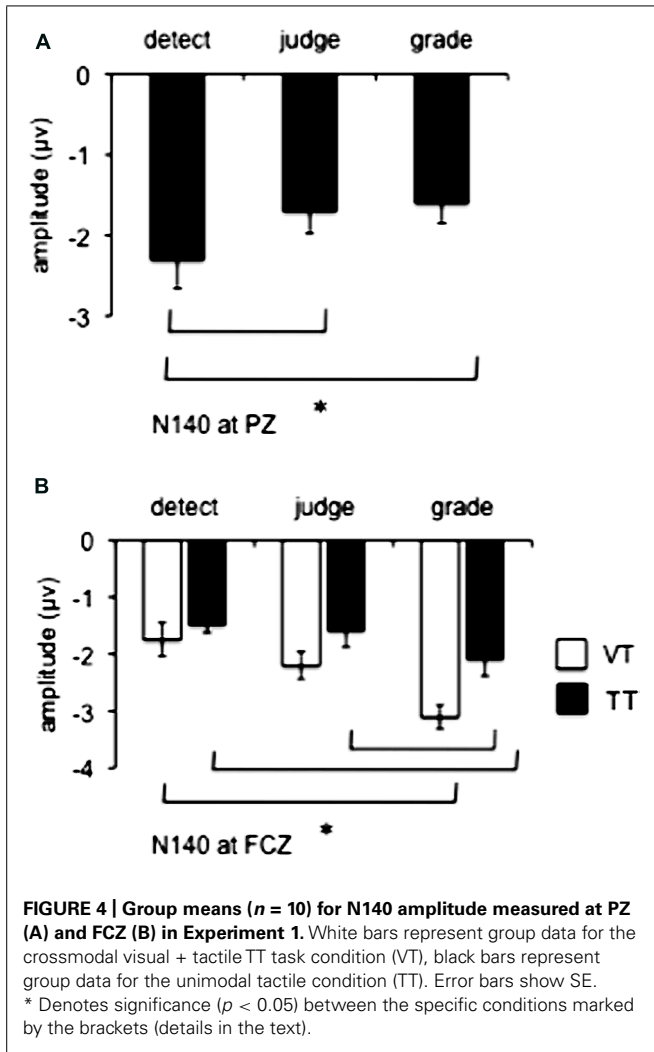 A
detect judge grade
0
-1
-2
-3
amplitude (μv)
*
N140 at PZ
B
detect judge grade
0
-1
-2
-3
-4
amplitude (μv)
VT
TT
*
N140 at FCZ
FIGURE 4 | Group means (n = 10) for N140 amplitude measured at PZ
(A) and FCZ (B) in Experiment 1. White bars represent group data for the
crossmodal visual + tactile TT task condition (VT), black bars represent
group data for the unimodal tactile condition (TT). Error bars show SE.
* Denotes significance (p < 0.05) between the specific conditions marked
by the brackets (details in the text).